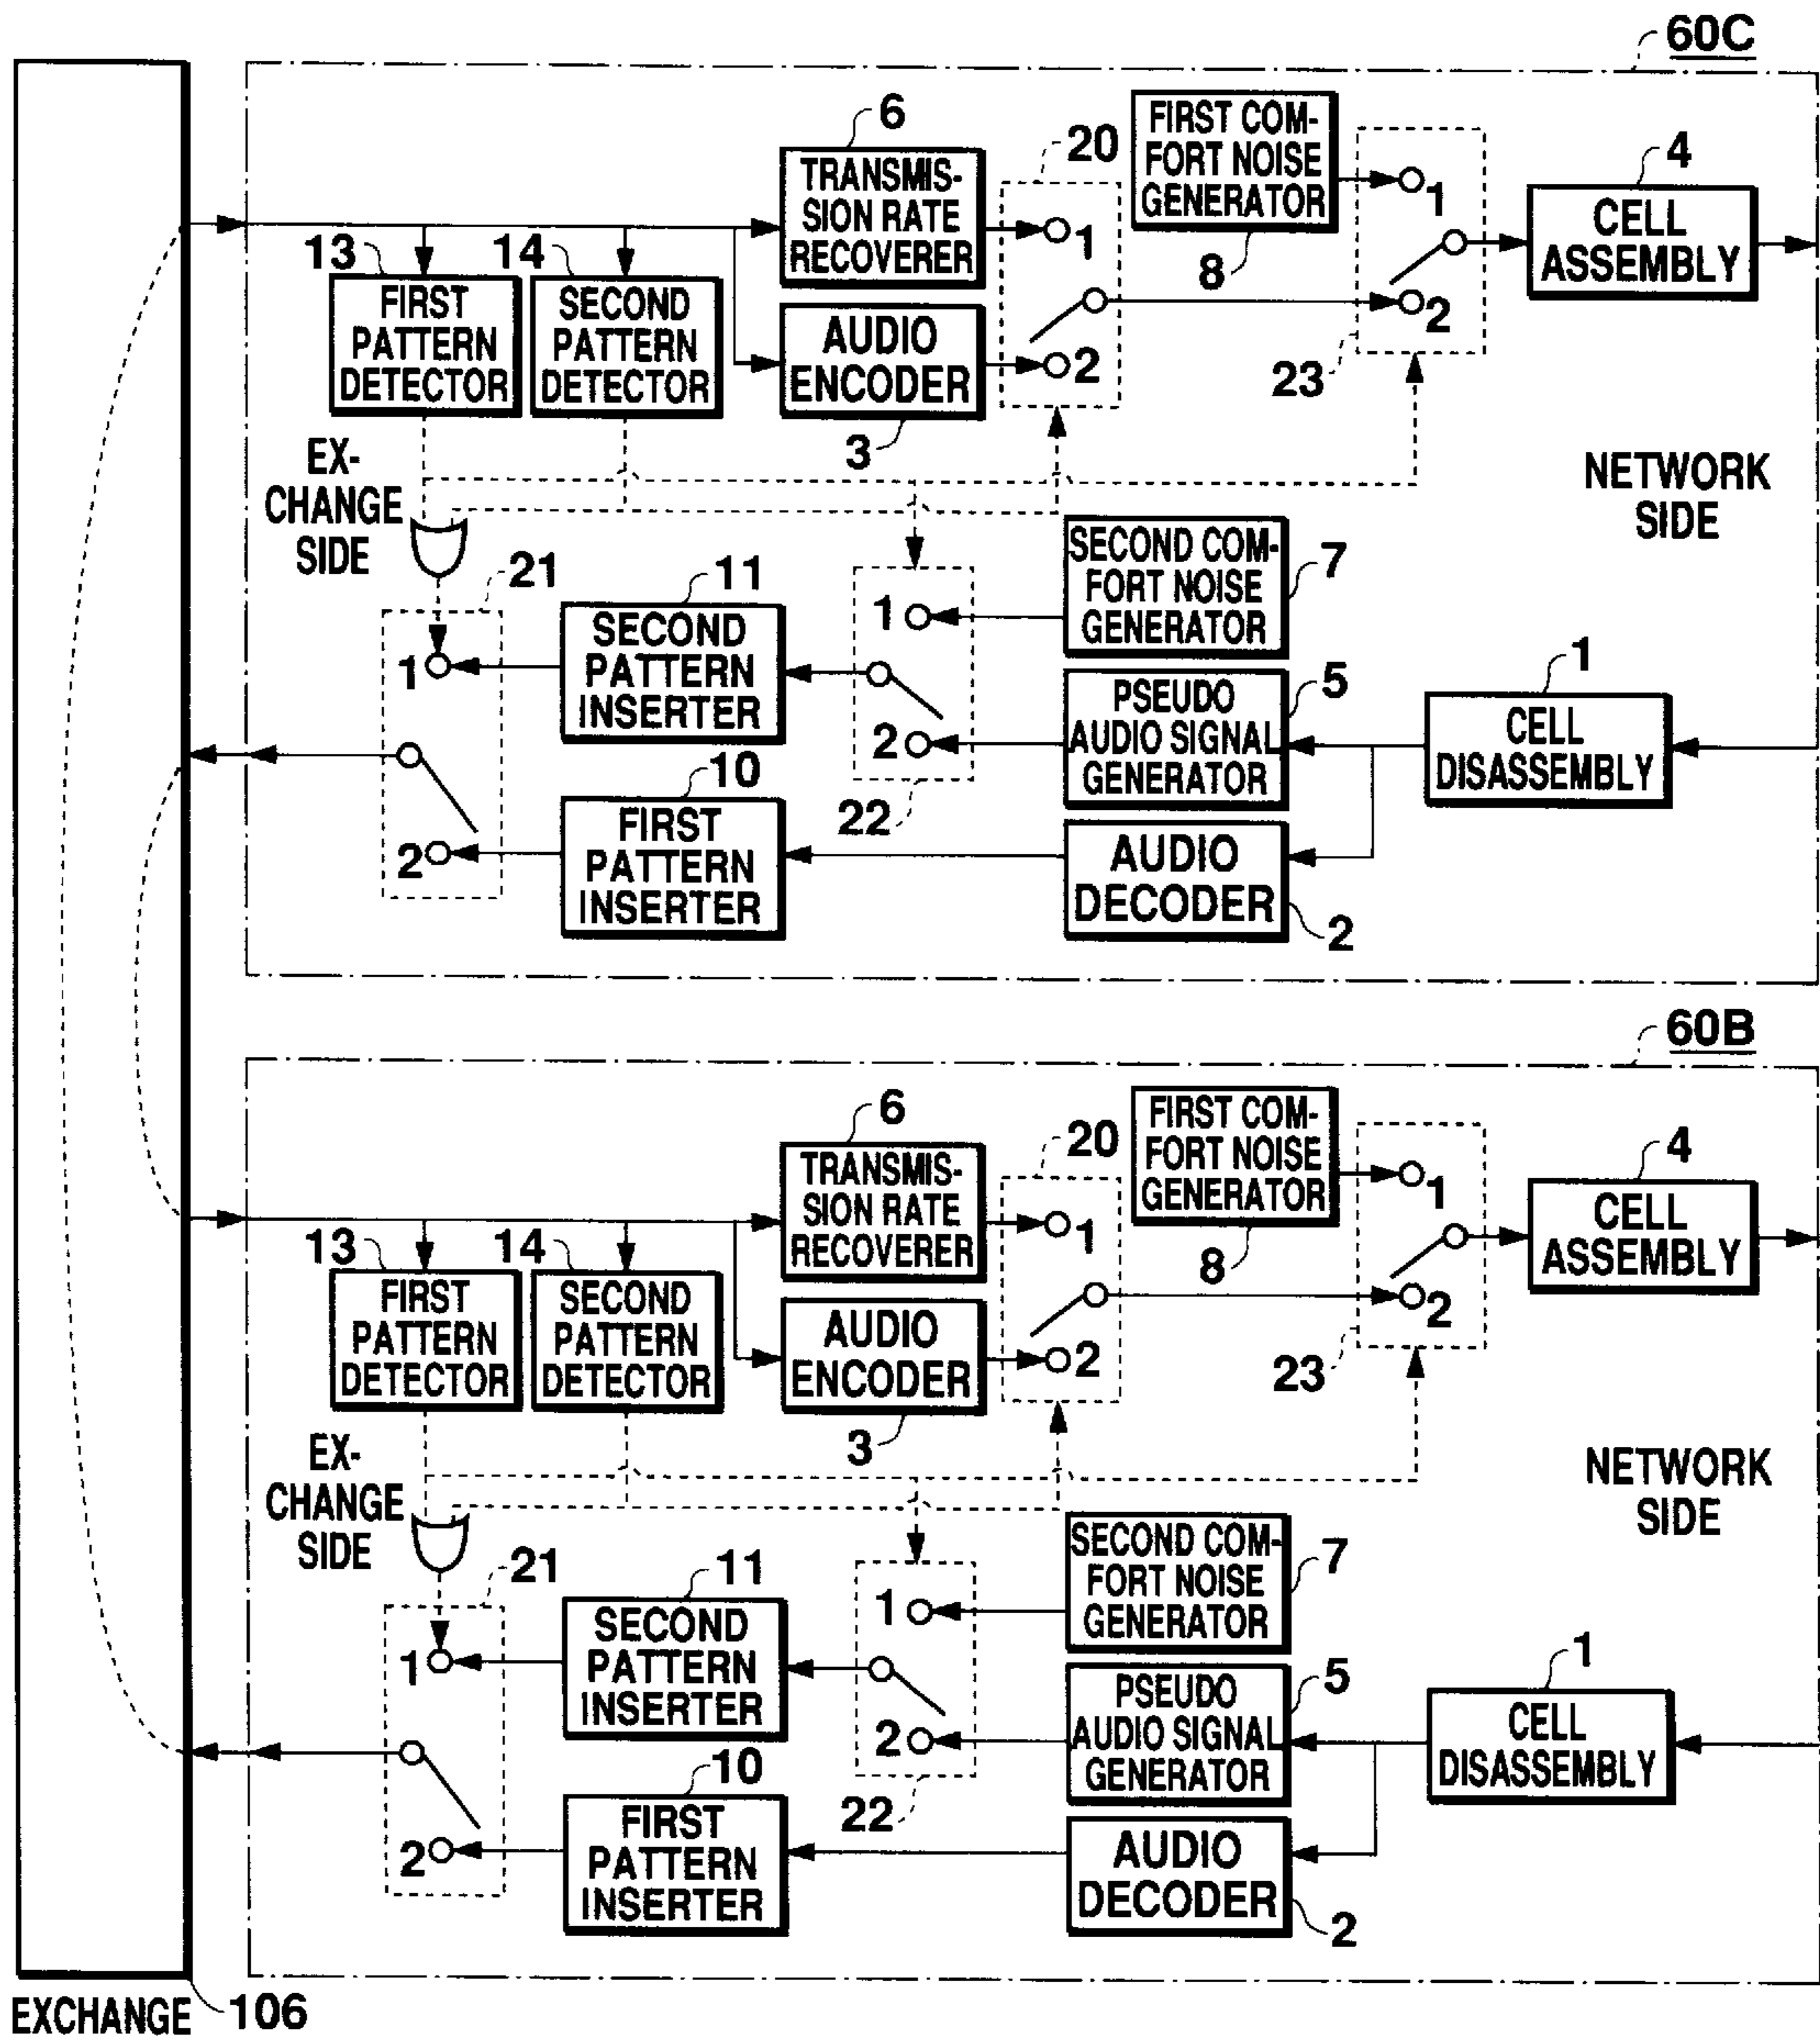 60C
6
TRANSMIS-
SION RATE
RECOVERER
20
1
2
FIRST COM-
FORT NOISE
GENERATOR
8
1
2
23
4
CELL
ASSEMBLY
13
FIRST
PATTERN
DETECTOR
14
SECOND
PATTERN
DETECTOR
AUDIO
ENCODER
3
EX-
CHANGE
SIDE
NETWORK
SIDE
21
1
2
11
SECOND
PATTERN
INSERTER
10
FIRST
PATTERN
INSERTER
1
2
22
SECOND COM-
FORT NOISE
GENERATOR
7
PSEUDO
AUDIO SIGNAL
GENERATOR
5
AUDIO
DECODER
2
1
CELL
DISASSEMBLY
60B
6
TRANSMIS-
SION RATE
RECOVERER
20
1
2
FIRST COM-
FORT NOISE
GENERATOR
8
1
2
23
4
CELL
ASSEMBLY
13
FIRST
PATTERN
DETECTOR
14
SECOND
PATTERN
DETECTOR
AUDIO
ENCODER
3
EX-
CHANGE
SIDE
NETWORK
SIDE
21
1
2
11
SECOND
PATTERN
INSERTER
10
FIRST
PATTERN
INSERTER
1
2
22
SECOND COM-
FORT NOISE
GENERATOR
7
PSEUDO
AUDIO SIGNAL
GENERATOR
5
AUDIO
DECODER
2
1
CELL
DISASSEMBLY
EXCHANGE 106